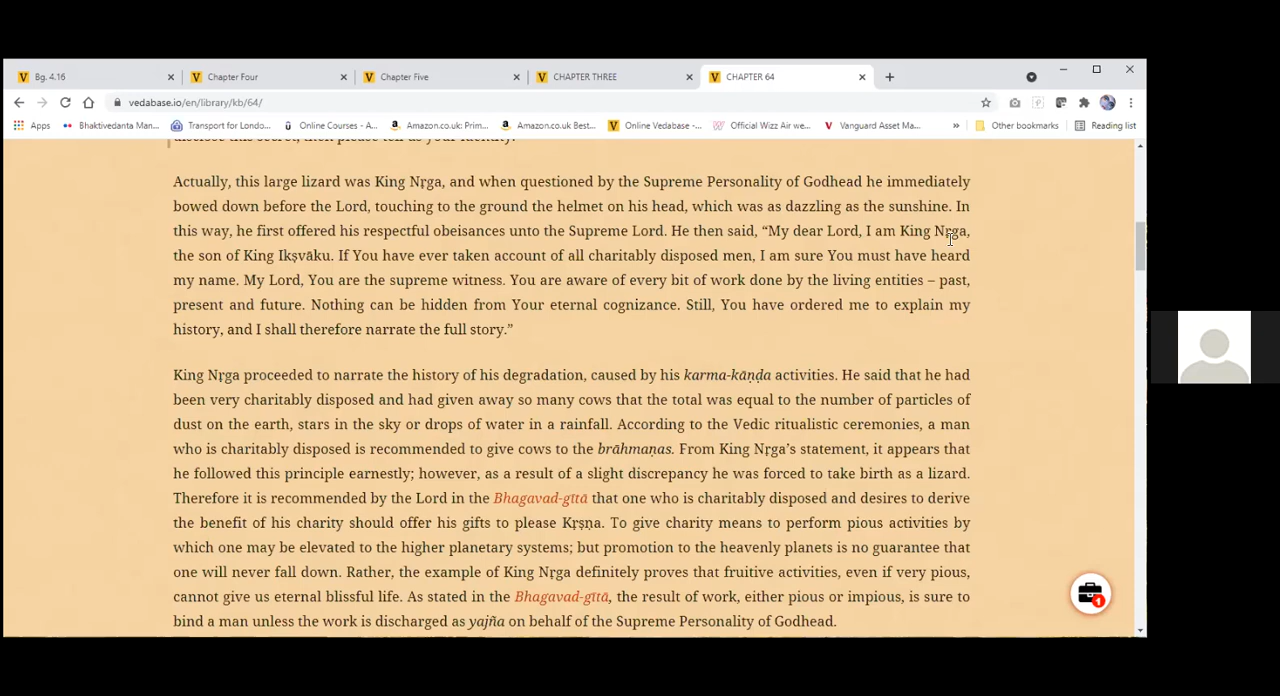 Bg. 4.16
Chapter Four
Chapter Five
CHAPTER THREE
CHAPTER 64
vedabase.io/en/library/kb/64/
Apps
Bhaktivedanta Man...
Transport for Londo...
Online Courses - A...
Amazon.co.uk: Prim...
Amazon.co.uk Best...
Online Vedabase -...
Official Wizz Air we...
Vanguard Asset Ma...
»
Other bookmarks
Reading list
disclose this secret, then please tell us your identity.
Actually, this large lizard was King Nṛga, and when questioned by the Supreme Personality of Godhead he immediately
bowed down before the Lord, touching to the ground the helmet on his head, which was as dazzling as the sunshine. In
this way, he first offered his respectful obeisances unto the Supreme Lord. He then said, “My dear Lord, I am King Nṛga,
the son of King Ikṣvāku. If You have ever taken account of all charitably disposed men, I am sure You must have heard
my name. My Lord, You are the supreme witness. You are aware of every bit of work done by the living entities – past,
present and future. Nothing can be hidden from Your eternal cognizance. Still, You have ordered me to explain my
history, and I shall therefore narrate the full story.”
King Nṛga proceeded to narrate the history of his degradation, caused by his karma-kāṇḍa activities. He said that he had
been very charitably disposed and had given away so many cows that the total was equal to the number of particles of
dust on the earth, stars in the sky or drops of water in a rainfall. According to the Vedic ritualistic ceremonies, a man
who is charitably disposed is recommended to give cows to the brāhmaṇas. From King Nṛga’s statement, it appears that
he followed this principle earnestly; however, as a result of a slight discrepancy he was forced to take birth as a lizard.
Therefore it is recommended by the Lord in the Bhagavad-gītā that one who is charitably disposed and desires to derive
the benefit of his charity should offer his gifts to please Kṛṣṇa. To give charity means to perform pious activities by
which one may be elevated to the higher planetary systems; but promotion to the heavenly planets is no guarantee that
one will never fall down. Rather, the example of King Nṛga definitely proves that fruitive activities, even if very pious,
cannot give us eternal blissful life. As stated in the Bhagavad-gītā, the result of work, either pious or impious, is sure to
bind a man unless the work is discharged as yajña on behalf of the Supreme Personality of Godhead.
1